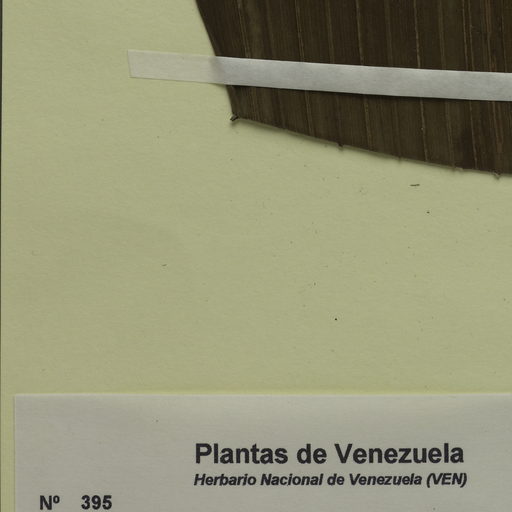 Plantas de Venezuela
Herbario Nacional de Venezuela (VEN)
Nº 395